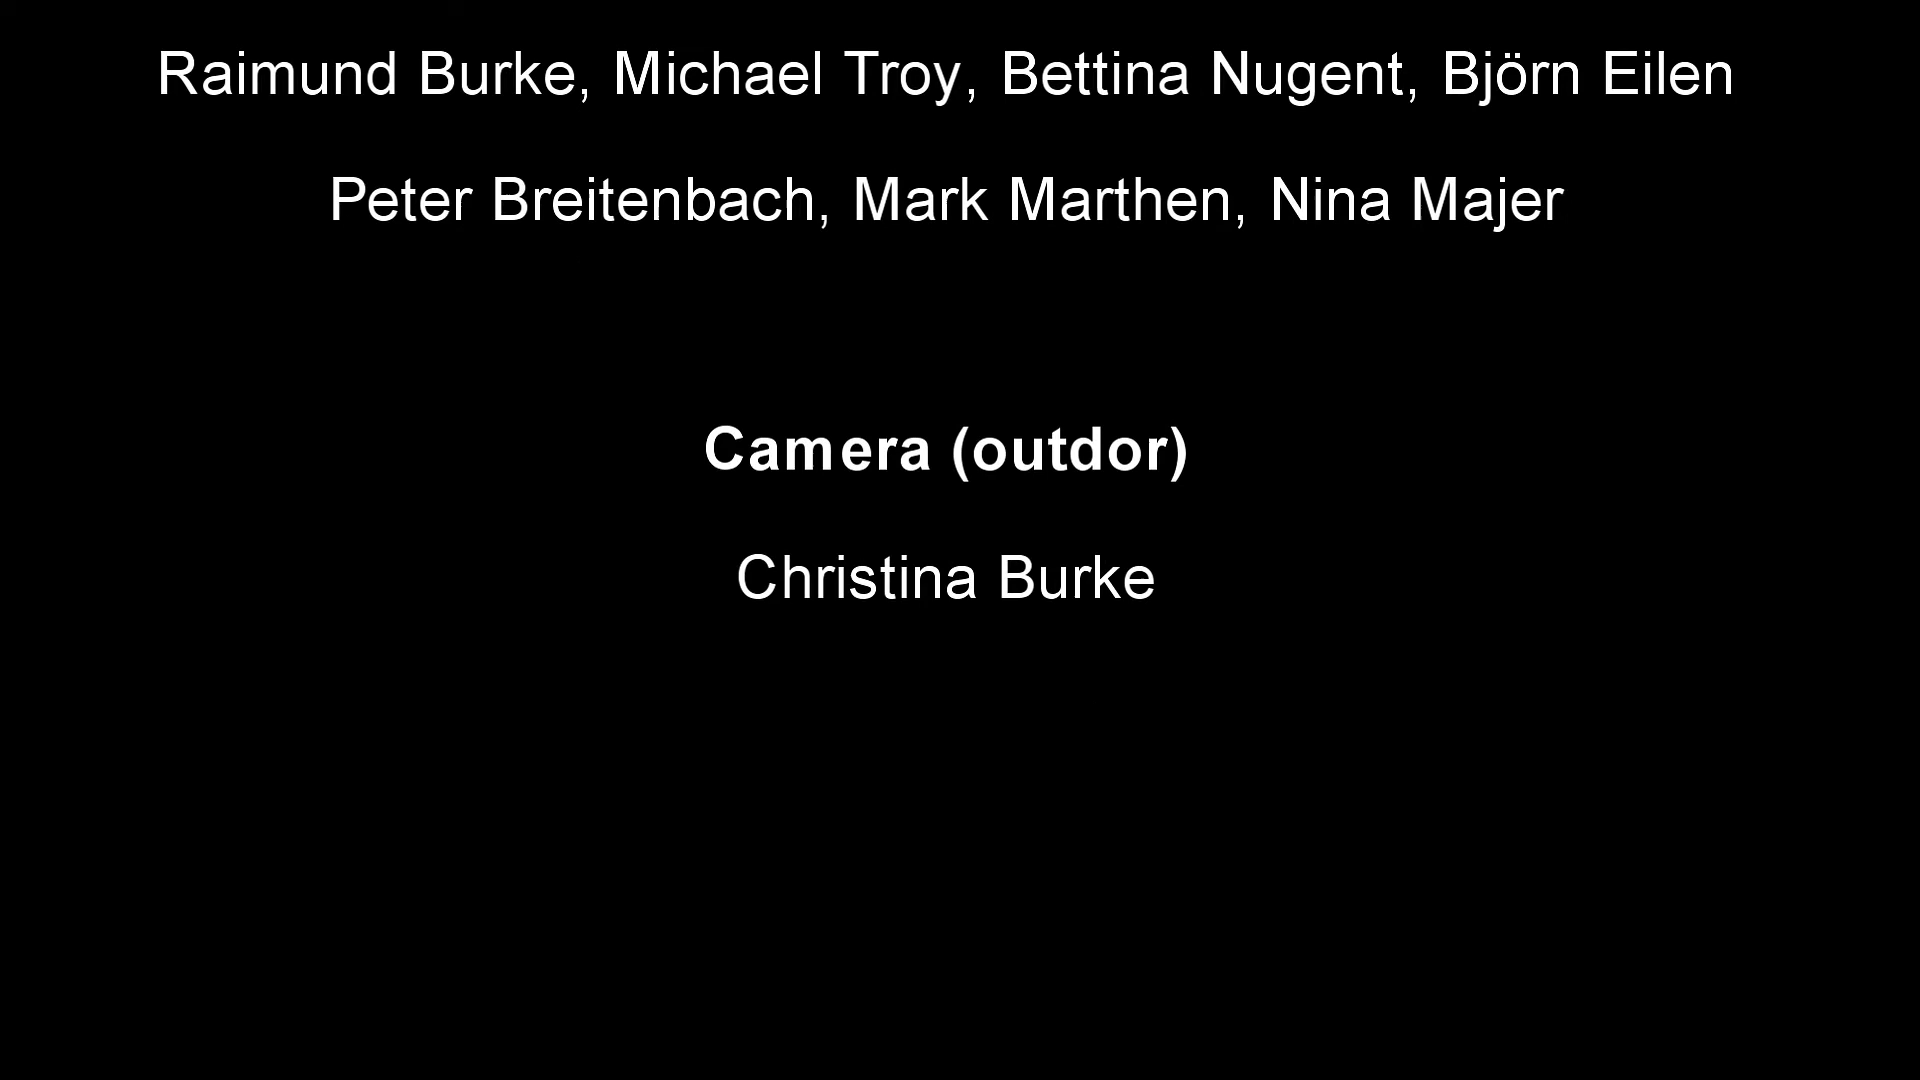 Raimund Burke, Michael Troy, Bettina Nugent, Björn Eilen
Peter Breitenbach, Mark Marthen, Nina Majer
Camera (outdor)
Christina Burke